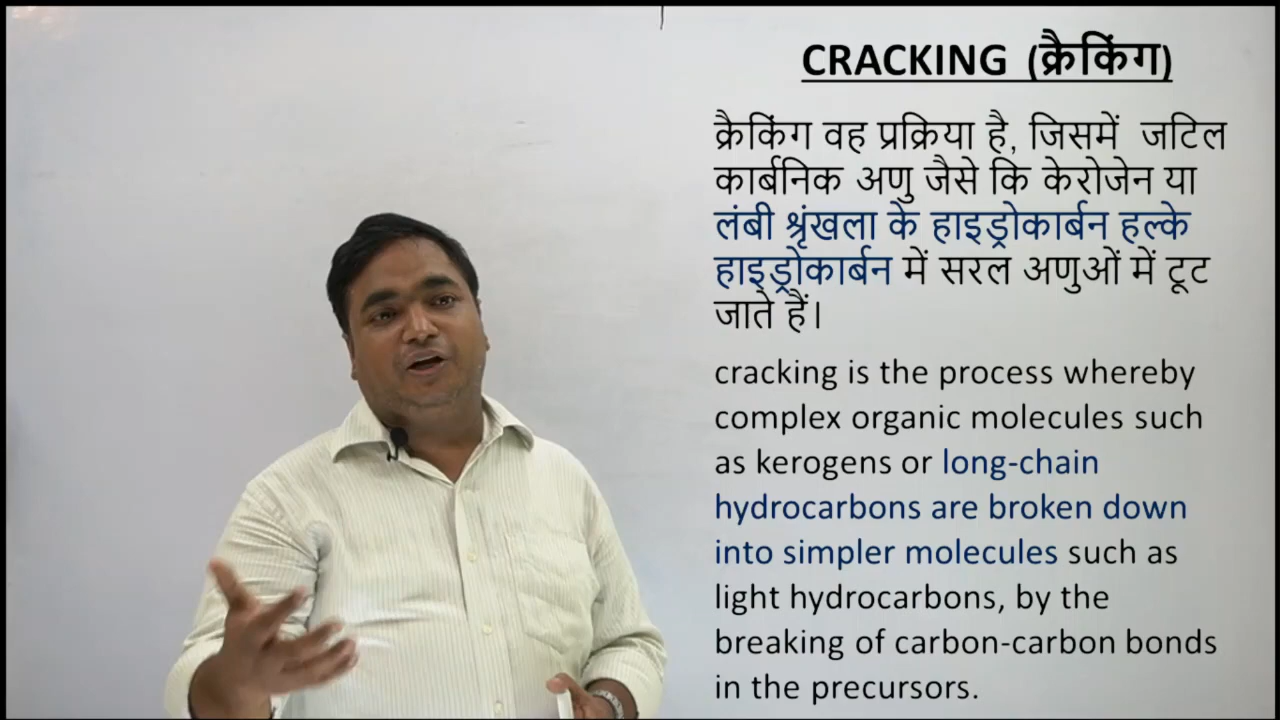 CRACKING (क्रैकिंग)
क्रैकिंग वह प्रक्रिया है, जिसमें जटिल
कार्बनिक अणु जैसे कि केरोजेन या
लंबी श्रृंखला के हाइड्रोकार्बन हल्के
हाइड्रोकार्बन में सरल अणुओं में टूट
जाते हैं।
cracking is the process whereby
complex organic molecules such
as kerogens or long-chain
hydrocarbons are broken down
into simpler molecules such as
light hydrocarbons, by the
breaking of carbon-carbon bonds
in the precursors.